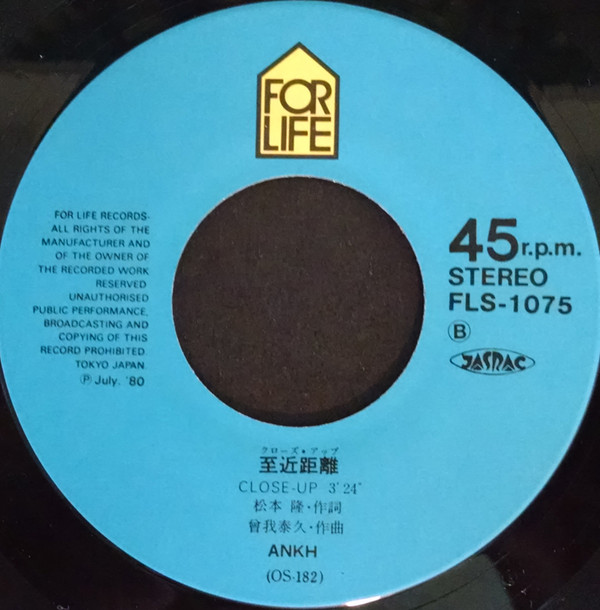 FOR
LIFE
FOR LIFE RECORDS-
ALL RIGHTS OF THE
MANUFACTURER AND
OF THE OWNER OF
THE RECORDED WORK
RESERVED
UNAUTHORISED
PUBLIC PERFORMANCE,
BROADCASTING AND
COPYING OF THIS
RECORD PROHIBITED.
TOKYO JAPAN.
Ⓟ July. '80
45r.p.m.
STEREO
FLS-1075
Ⓑ
JASRAC
クローズ・アップ
至近距離
CLOSE-UP 3'24"
松本 隆・作詞
曾我泰久・作曲
ANKH
(OS-182)